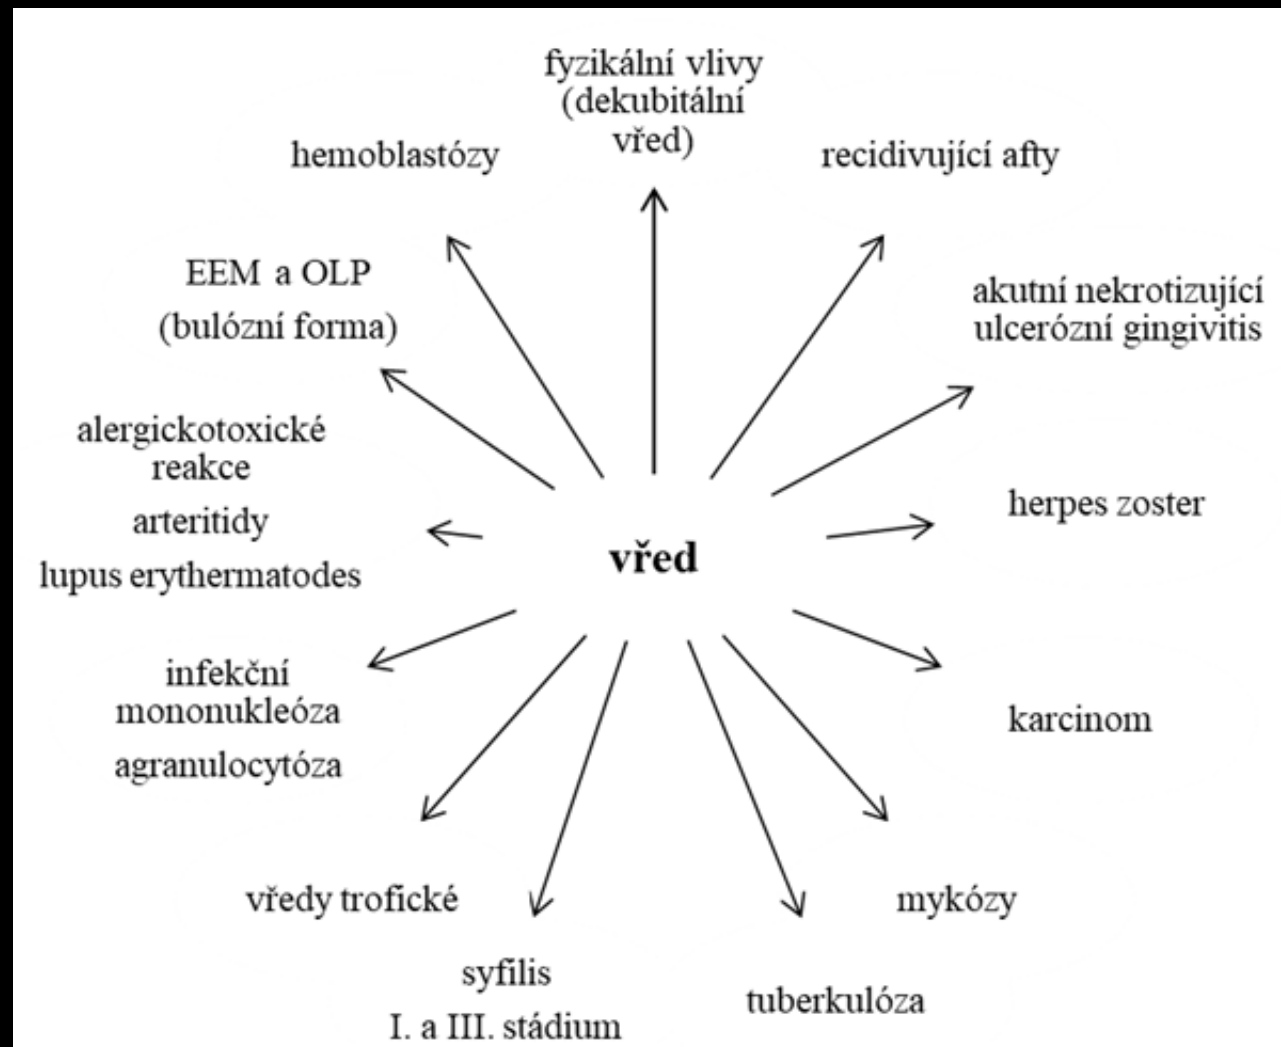 fyzikální vlivy
(dekubitální
vřed)
hemoblastózy
recidivující afty
EEM a OLP
(bulózní forma)
akutní nekrotizující
ulcerózní gingivitis
alergickotoxické
reakce
arteritidy
lupus erythermatodes
herpes zoster
vřed
infekční
mononukleóza
agranulocytóza
karcinom
vředy trofické
mykózy
syfilis
I. a III. stádium
tuberkulóza